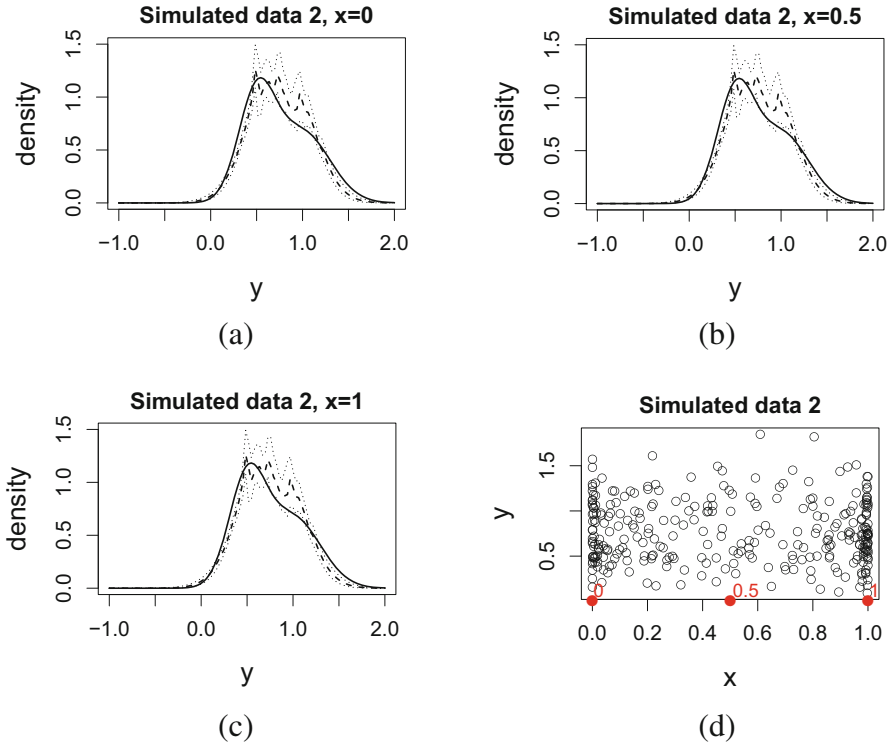 Simulated data 2, x=0
density
0.0 0.5 1.0 1.5
−1.0 0.0 1.0 2.0
y
(a)
Simulated data 2, x=0.5
density
0.0 0.5 1.0 1.5
−1.0 0.0 1.0 2.0
y
(b)
Simulated data 2, x=1
density
0.0 0.5 1.0 1.5
−1.0 0.0 1.0 2.0
y
(c)
Simulated data 2
y
0.5 1.5
0 0.5 1
0.0 0.2 0.4 0.6 0.8 1.0
x
(d)